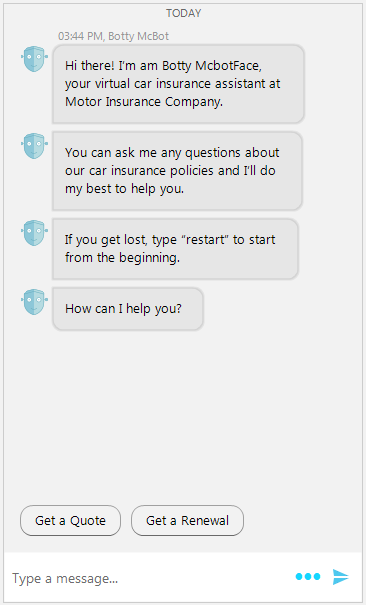 TODAY
03:44 PM, Botty McBot
Hi there! I'm am Botty McbotFace,
your virtual car insurance assistant at
Motor Insurance Company.
You can ask me any questions about
our car insurance policies and I'll do
my best to help you.
If you get lost, type “restart” to start
from the beginning.
How can I help you?
Get a Quote
Get a Renewal
Type a message...